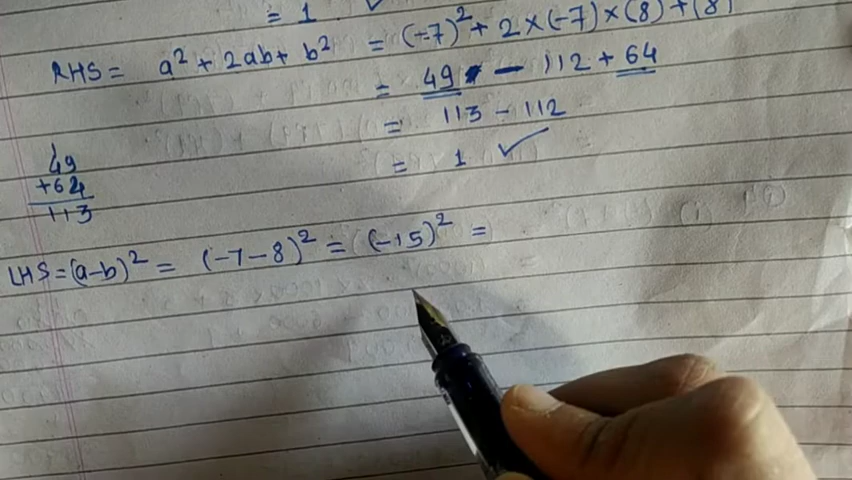 = 1 ✓
RHS = a² + 2ab + b² = (-7)² + 2×(-7)×(8)+(8)
= 49 - 112 + 64
= 113 - 112
= 1 ✓
1
49
+64
113
LHS = (a-b)² = (-7-8)² = (-15)² =